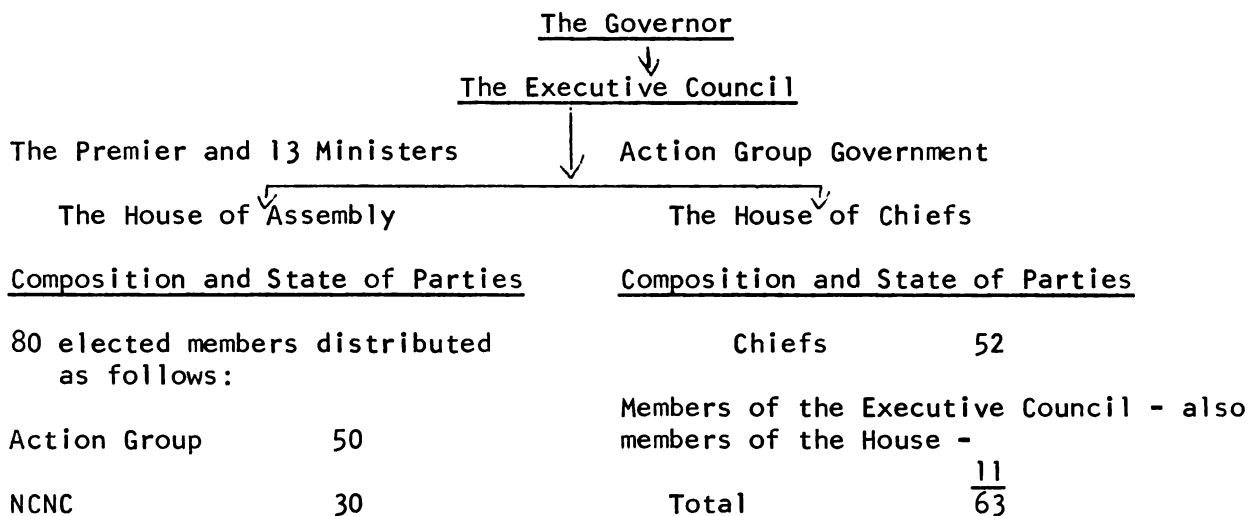 The Governor
The Executive Council
The Premier and 13 Ministers
Action Group Government
The House of Assembly
The House of Chiefs
Composition and State of Parties
80 elected members distributed
as follows:
Action Group 50
NCNC 30
Composition and State of Parties
Chiefs 52
Members of the Executive Council - also
members of the House -
11
Total 63